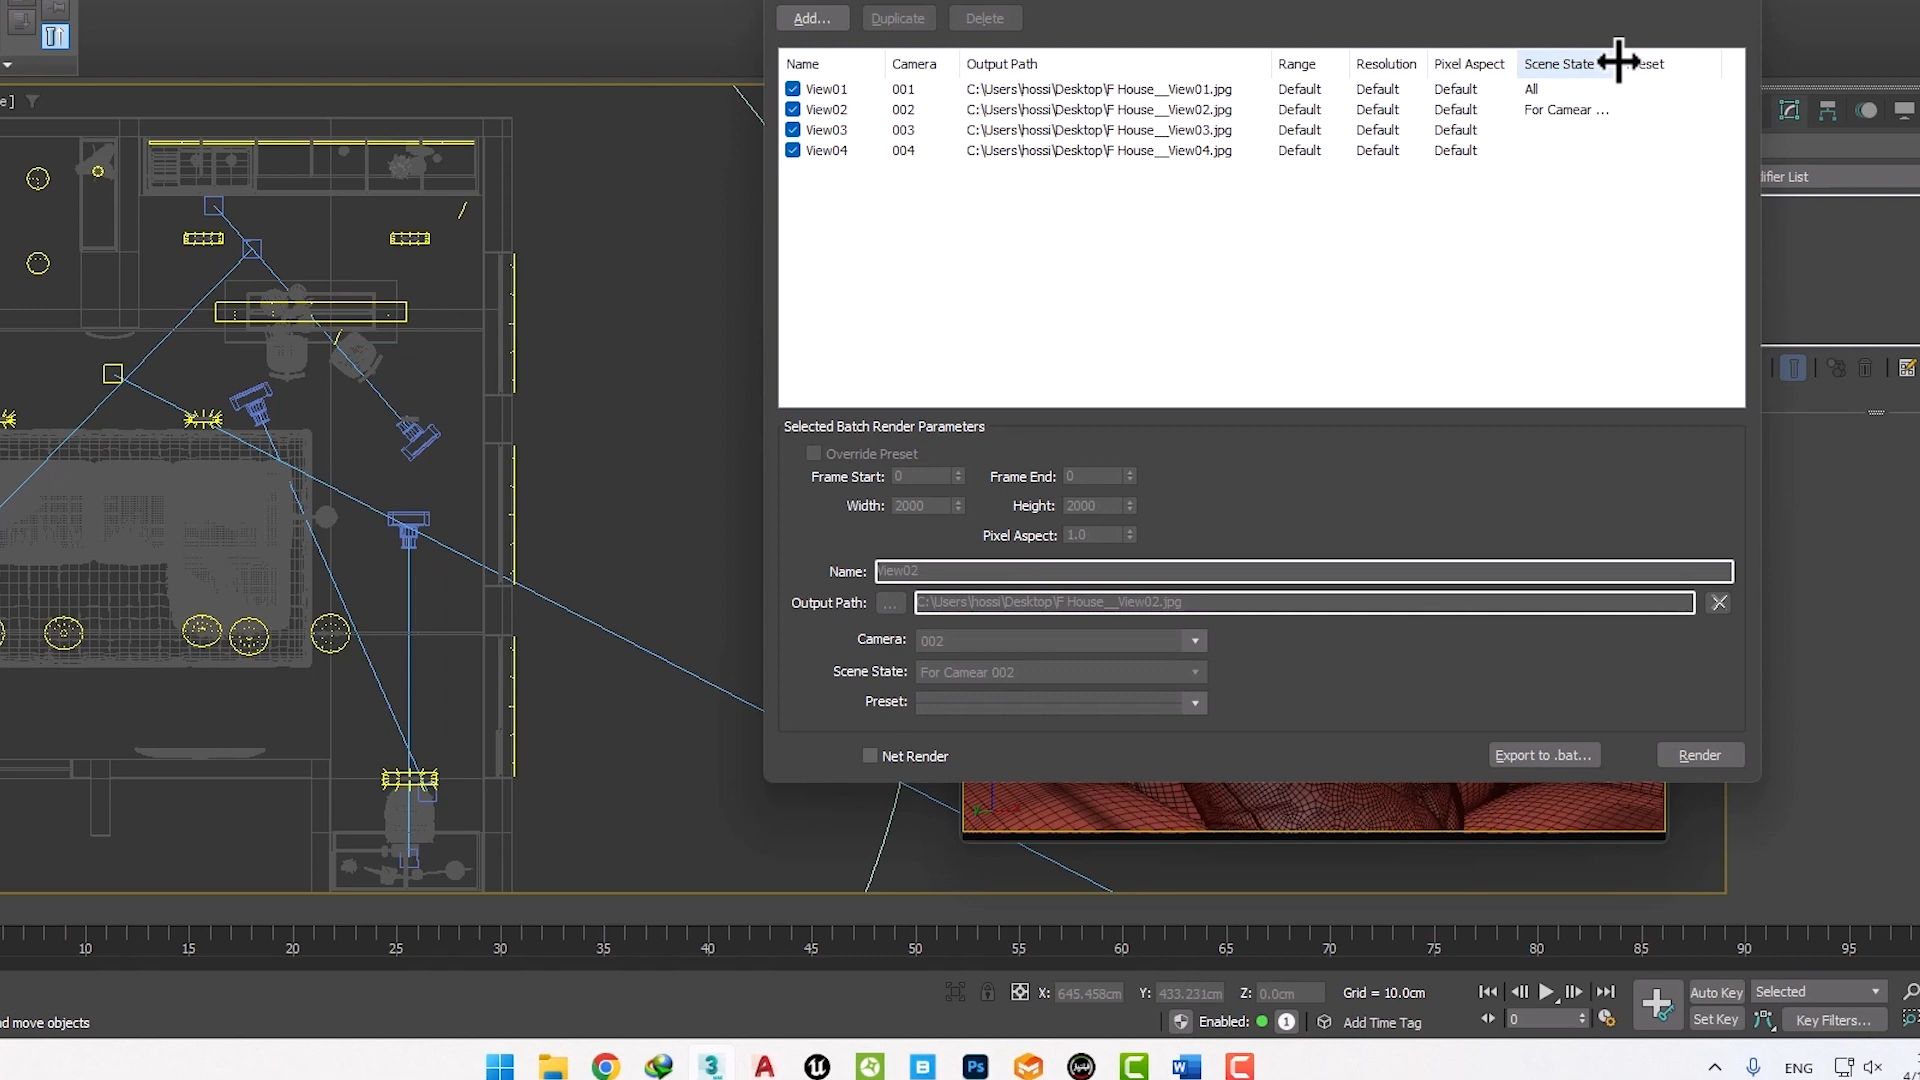 Add... Duplicate Delete
Name Camera Output Path Range Resolution Pixel Aspect Scene State
View01 001 C:\Users\hossi\Desktop\F House__View01.jpg Default Default Default All
View02 002 C:\Users\hossi\Desktop\F House__View02.jpg Default Default Default For Camear ...
View03 003 C:\Users\hossi\Desktop\F House__View03.jpg Default Default Default
View04 004 C:\Users\hossi\Desktop\F House__View04.jpg Default Default Default
e]
difier List
Selected Batch Render Parameters
Override Preset
Frame Start: 0 Frame End: 0
Width: 2000 Height: 2000
Pixel Aspect: 1.0
Name: View02
Output Path: ... C:\Users\hossi\Desktop\F House__View02.jpg
Camera: 002
Scene State: For Camear 002
Preset:
Net Render Export to .bat... Render
10 15 20 25 30 35 40 45 50 55 60 65 70 75 80 85 90 95
X: 645.458cm Y: 433.231cm Z: 0.0cm Grid = 10.0cm Auto Key Selected
nd move objects Enabled: 1 Add Time Tag 0 Set Key Key Filters...
3 A Ps ENG
4/